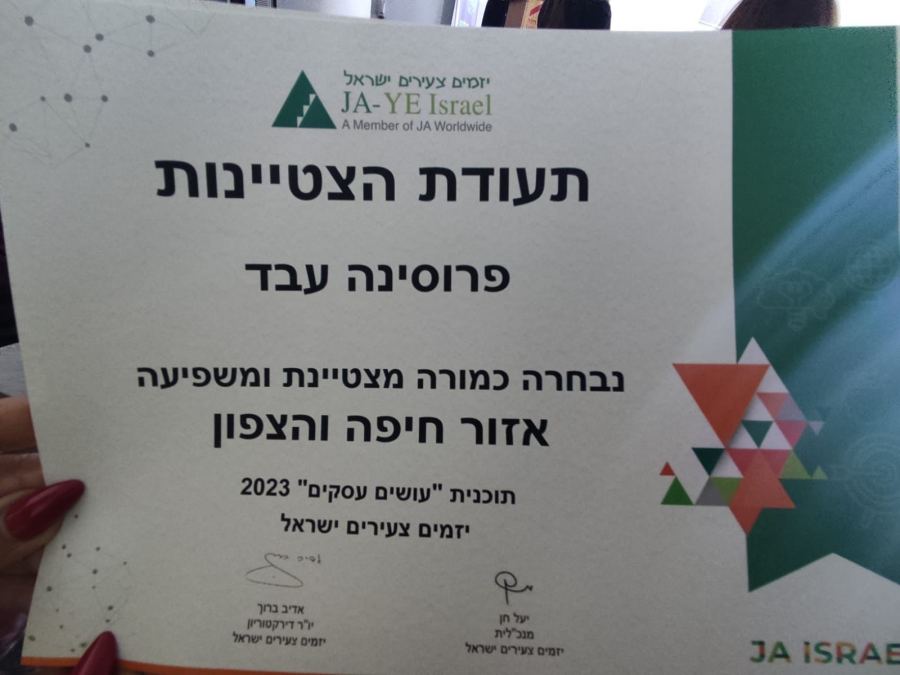 יזמים צעירים ישראל
JA-YE Israel
A Member of JA Worldwide
תעודת הצטיינות
פרוסינה עבד
נבחרה כמורה מצטיינת ומשפיעה
אזור חיפה והצפון
תוכנית "עושים עסקים" 2023
יזמים צעירים ישראל
יעל חן
מנכ"לית
יזמים צעירים ישראל
אדיב ברוך
יו"ר דירקטוריון
יזמים צעירים ישראל
JA ISRAE